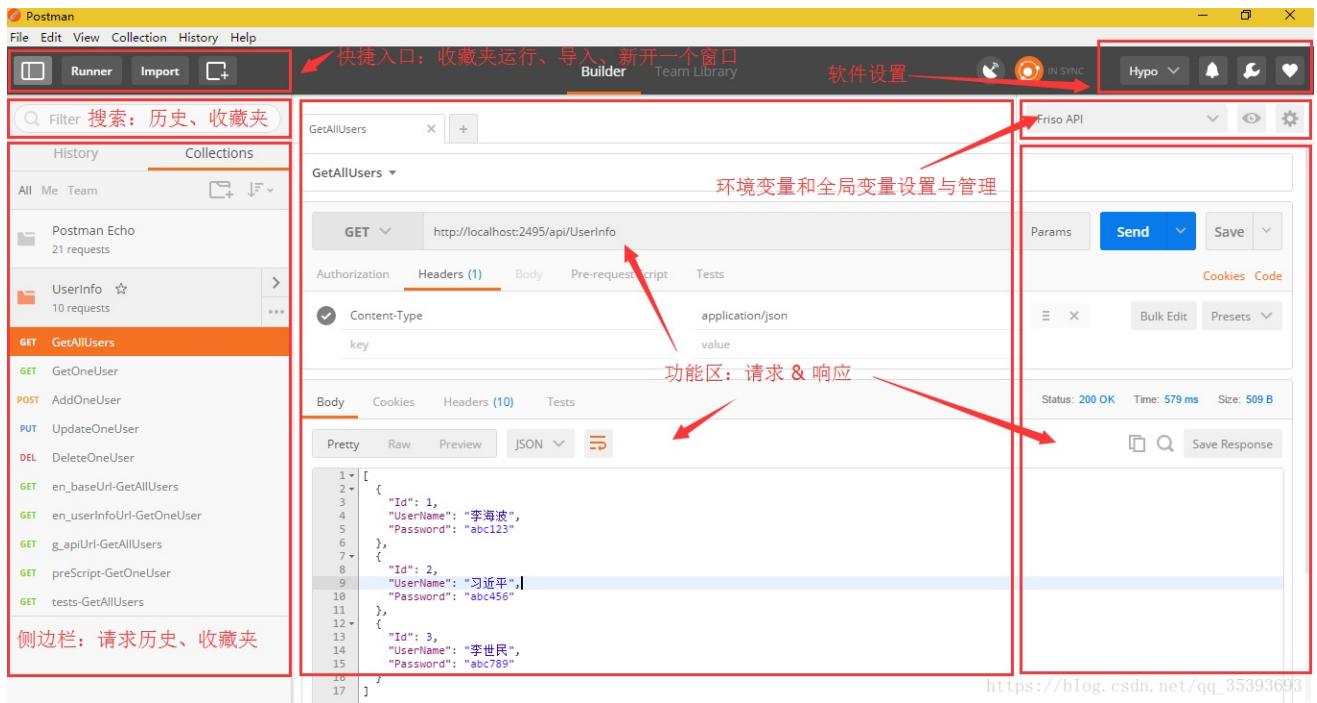 Postman
File Edit View Collection History Help
快捷入口：收藏夹运行、导入、新开一个窗口
Runner Import
Builder Team Library
软件设置
IN SYNC
Hypo
Filter 搜索：历史、收藏夹
GetAllUsers
Friso API
History Collections
All Me Team
GetAllUsers
环境变量和全局变量设置与管理
Postman Echo
21 requests
GET http://localhost:2495/api/UserInfo Params Send Save
UserInfo
10 requests
Authorization Headers (1) Body Pre-request Script Tests Cookies Code
Content-Type application/json Bulk Edit Presets
key value
功能区：请求 & 响应
GET GetAllUsers
GET GetOneUser
POST AddOneUser
PUT UpdateOneUser
DEL DeleteOneUser
GET en_baseUrl-GetAllUsers
GET en_userInfoUrl-GetOneUser
GET g_apiUrl-GetAllUsers
GET preScript-GetOneUser
GET tests-GetAllUsers
侧边栏：请求历史、收藏夹
Body Cookies Headers (10) Tests Status: 200 OK Time: 579 ms Size: 509 B
Pretty Raw Preview JSON Save Response
1 [
2 {
3 "Id": 1,
4 "UserName": "李海波",
5 "Password": "abc123"
6 },
7 {
8 "Id": 2,
9 "UserName": "习近平",
10 "Password": "abc456"
11 },
12 {
13 "Id": 3,
14 "UserName": "李世民",
15 "Password": "abc789"
16 }
17 ]
https://blog.csdn.net/qq_35393693